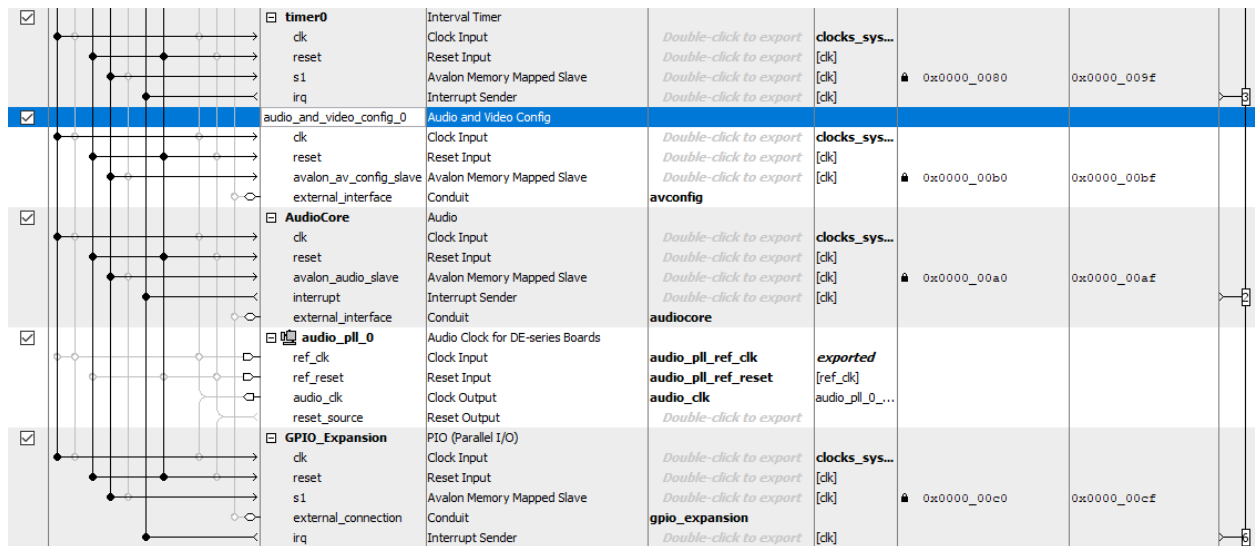 timer0 Interval Timer
clk Clock Input Double-click to export clocks_sys...
reset Reset Input Double-click to export [clk]
s1 Avalon Memory Mapped Slave Double-click to export [clk] 0x0000_0080 0x0000_009f
irq Interrupt Sender Double-click to export [clk] 3
audio_and_video_config_0 Audio and Video Config
clk Clock Input Double-click to export clocks_sys...
reset Reset Input Double-click to export [clk]
avalon_av_config_slave Avalon Memory Mapped Slave Double-click to export [clk] 0x0000_00b0 0x0000_00bf
external_interface Conduit avconfig
AudioCore Audio
clk Clock Input Double-click to export clocks_sys...
reset Reset Input Double-click to export [clk]
avalon_audio_slave Avalon Memory Mapped Slave Double-click to export [clk] 0x0000_00a0 0x0000_00af
interrupt Interrupt Sender Double-click to export [clk] 2
external_interface Conduit audiocore
audio_pll_0 Audio Clock for DE-series Boards
ref_clk Clock Input audio_pll_ref_clk exported
ref_reset Reset Input audio_pll_ref_reset [ref_clk]
audio_clk Clock Output audio_clk audio_pll_0_...
reset_source Reset Output Double-click to export
GPIO_Expansion PIO (Parallel I/O)
clk Clock Input Double-click to export clocks_sys...
reset Reset Input Double-click to export [clk]
s1 Avalon Memory Mapped Slave Double-click to export [clk] 0x0000_00c0 0x0000_00cf
external_connection Conduit gpio_expansion
irq Interrupt Sender Double-click to export [clk] 6